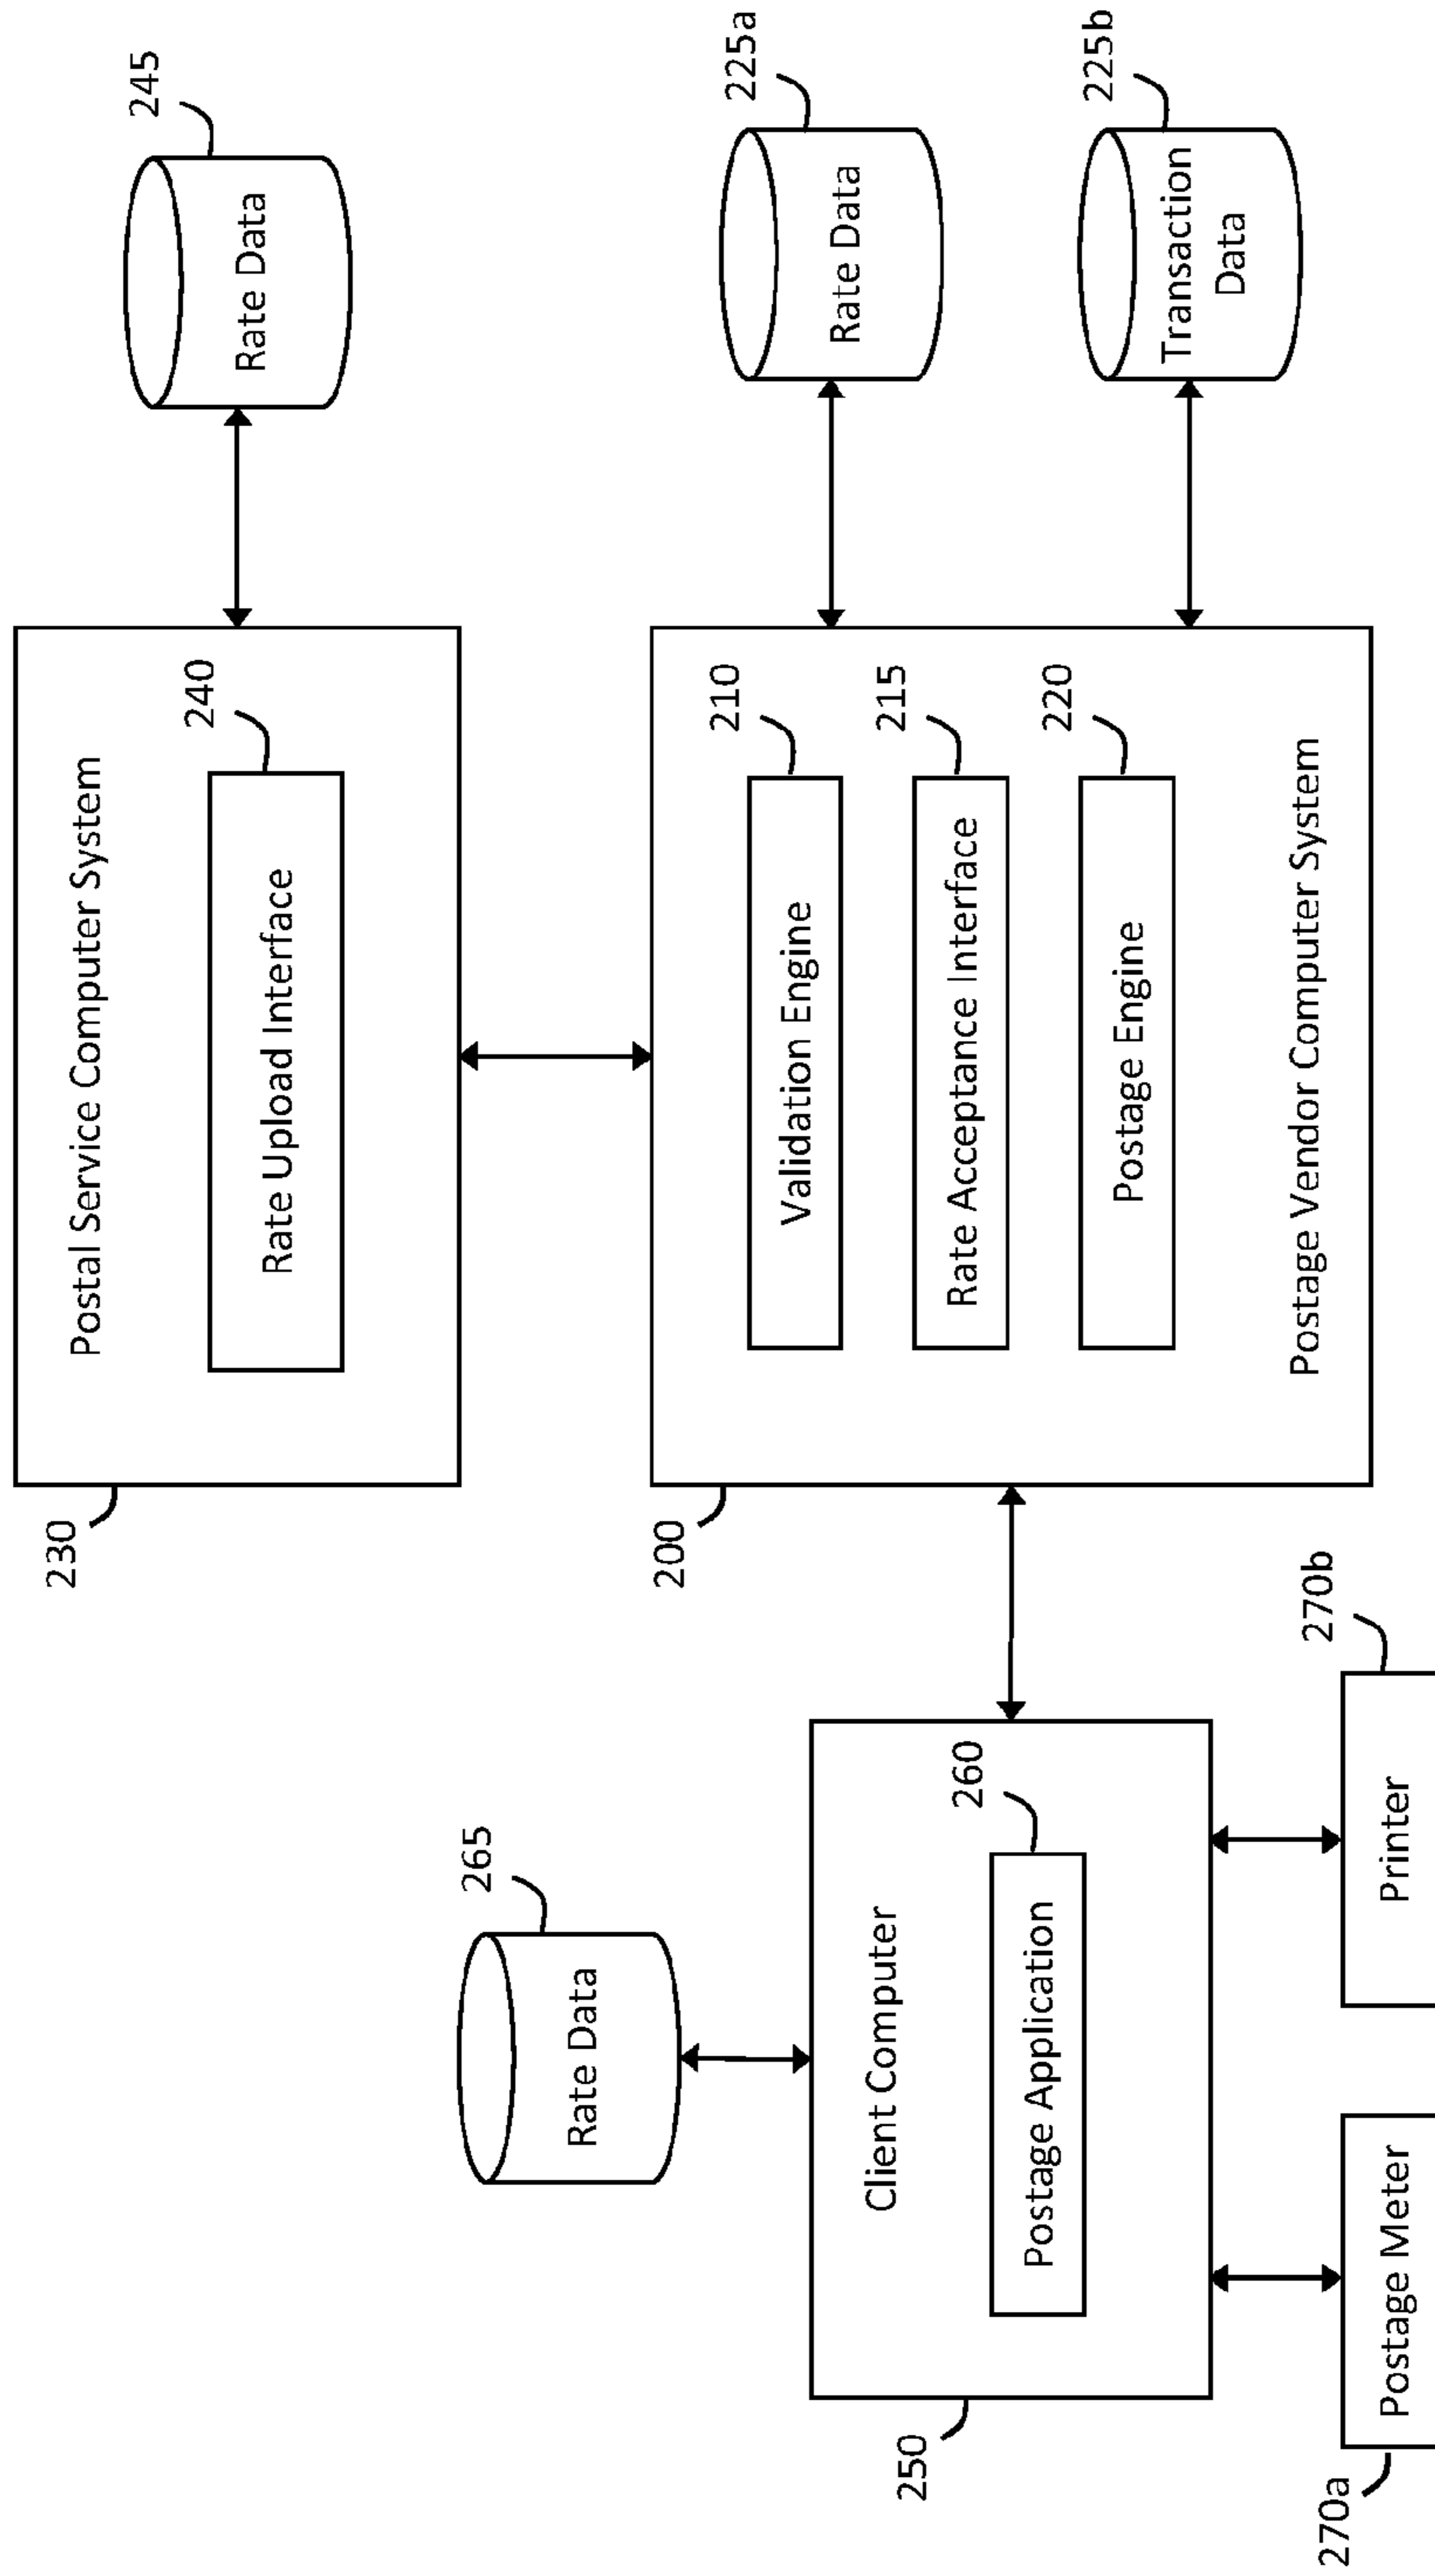 230
Postal Service Computer System
240
Rate Upload Interface
245
Rate Data
265
Rate Data
200
210
Validation Engine
215
Rate Acceptance Interface
220
Postage Engine
Postage Vendor Computer System
225a
Rate Data
225b
Transaction
Data
250
Client Computer
260
Postage Application
270a
Postage Meter
270b
Printer